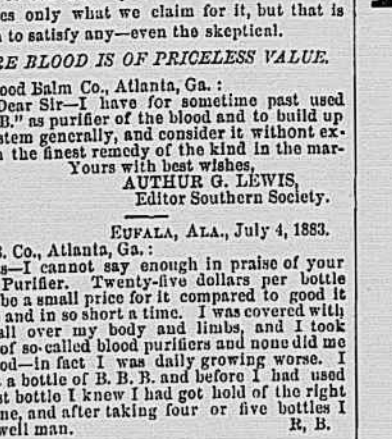 es only what we claim for it, but that is
to satisfy any—even the skeptical.
RE BLOOD IS OF PRICELESS VALUE.
ood Balm Co., Atlanta, Ga. :
Dear Sir—I have for sometime past used
B." as purifier of the blood and to build up
stem generally, and consider it withont ex-
the finest remedy of the kind in the mar-
Yours with best wishes,
AUTHUR G. LEWIS,
Editor Southern Society.
EUFALA, ALA., July 4, 1883.
B. Co., Atlanta, Ga. :
s—I cannot say enough in praise of your
Purifier. Twenty-five dollars per bottle
be a small price for it compared to good it
and in so short a time. I was covered with
all over my body and limbs, and I took
of so-called blood purifiers and none did me
od—in fact I was daily growing worse. I
a bottle of B. B. B. and before I had used
st bottle I knew I had got hold of the right
ne, and after taking four or five bottles I
well man. R, B.